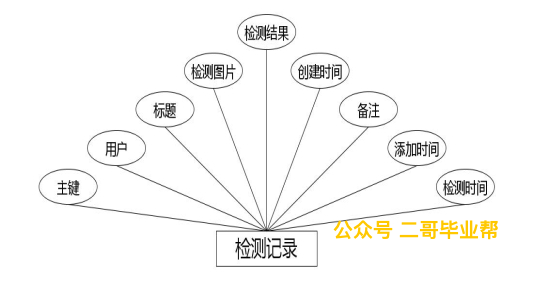 检测结果
检测图片
创建时间
标题
备注
用户
添加时间
主键
检测时间
公众号 二哥毕业帮
检测记录